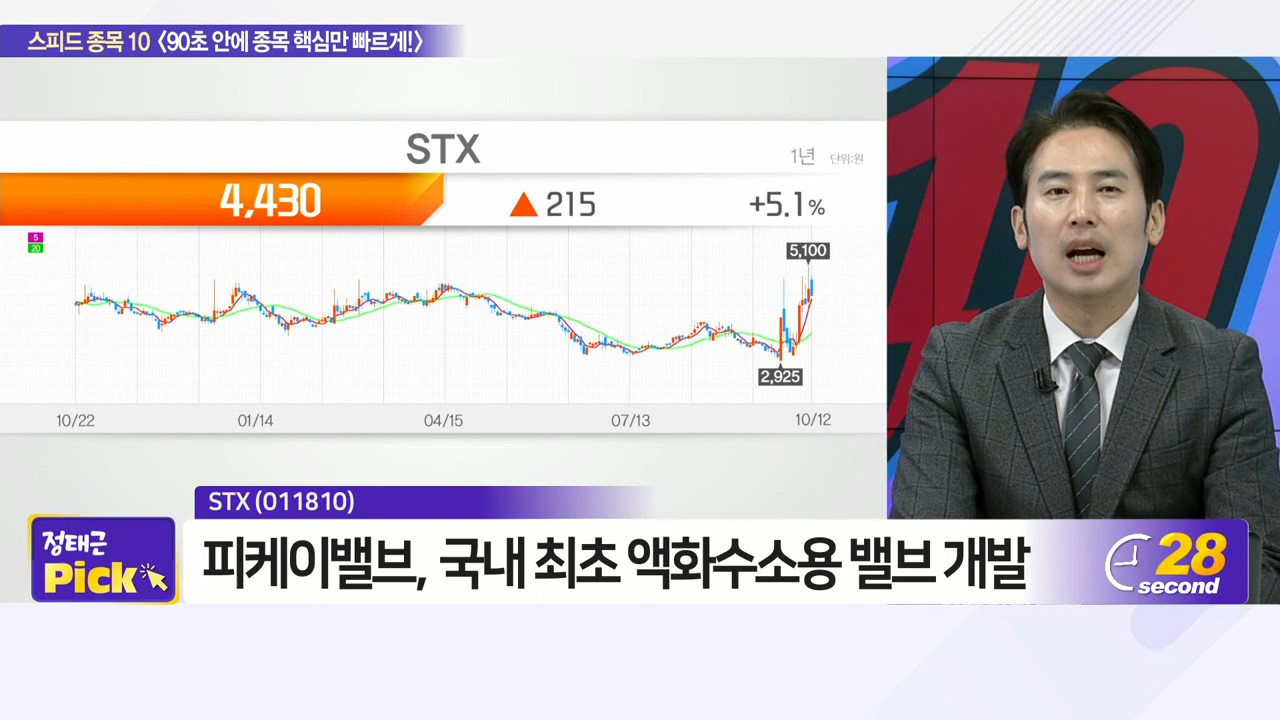 스피드 종목 10 〈90초 안에 종목 핵심만 빠르게!〉
STX
1년 단위:원
4,430 ▲ 215 +5.1%
5
20
5,100
2,925
10/22 01/14 04/15 07/13 10/12
STX (011810)
정태근
Pick
피케이밸브, 국내 최초 액화수소용 밸브 개발
28
second